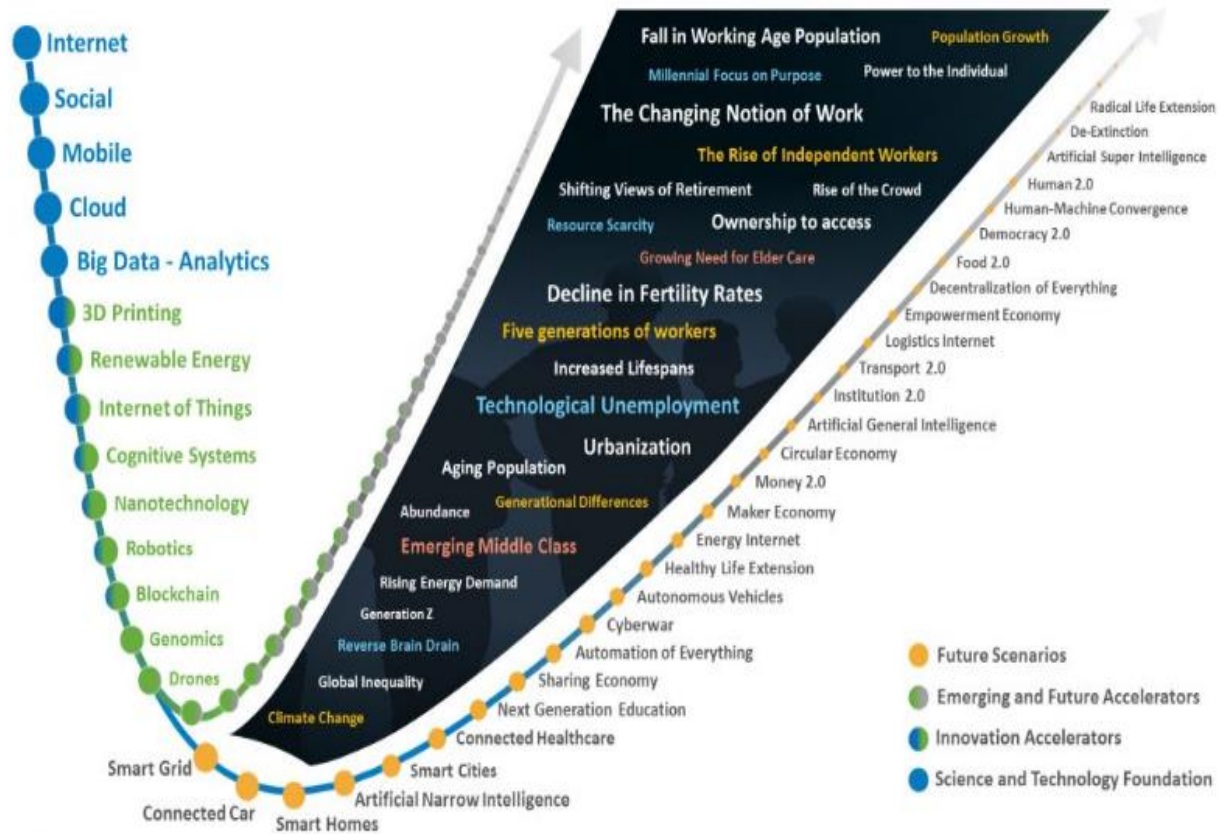 Internet
Social
Mobile
Cloud
Big Data - Analytics
3D Printing
Renewable Energy
Internet of Things
Cognitive Systems
Nanotechnology
Robotics
Blockchain
Genomics
Drones
Fall in Working Age Population
Population Growth
Millennial Focus on Purpose
Power to the Individual
The Changing Notion of Work
The Rise of Independent Workers
Shifting Views of Retirement
Rise of the Crowd
Resource Scarcity
Ownership to access
Growing Need for Elder Care
Decline in Fertility Rates
Five generations of workers
Increased Lifespans
Technological Unemployment
Urbanization
Aging Population
Generational Differences
Abundance
Emerging Middle Class
Rising Energy Demand
Generation Z
Reverse Brain Drain
Global Inequality
Climate Change
Radical Life Extension
De-Extinction
Artificial Super Intelligence
Human 2.0
Human-Machine Convergence
Democracy 2.0
Food 2.0
Decentralization of Everything
Empowerment Economy
Logistics Internet
Transport 2.0
Institution 2.0
Artificial General Intelligence
Circular Economy
Money 2.0
Maker Economy
Energy Internet
Healthy Life Extension
Autonomous Vehicles
Cyberwar
Automation of Everything
Sharing Economy
Next Generation Education
Connected Healthcare
Smart Cities
Artificial Narrow Intelligence
Smart Homes
Connected Car
Smart Grid
Future Scenarios
Emerging and Future Accelerators
Innovation Accelerators
Science and Technology Foundation